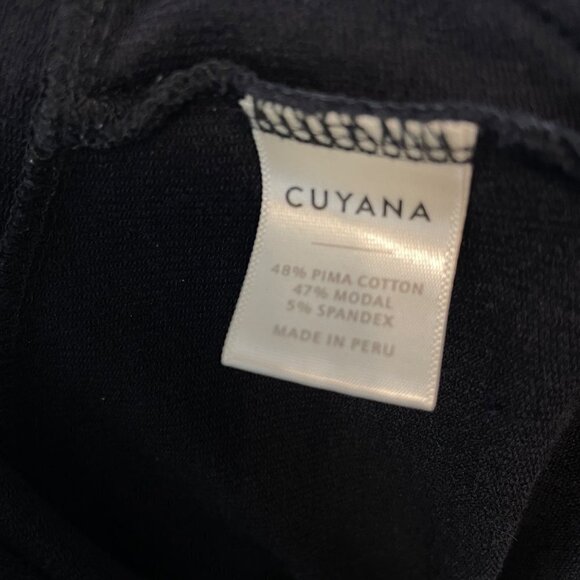 CUYANA
48% PIMA COTTON
47% MODAL
5% SPANDEX
MADE IN PERU